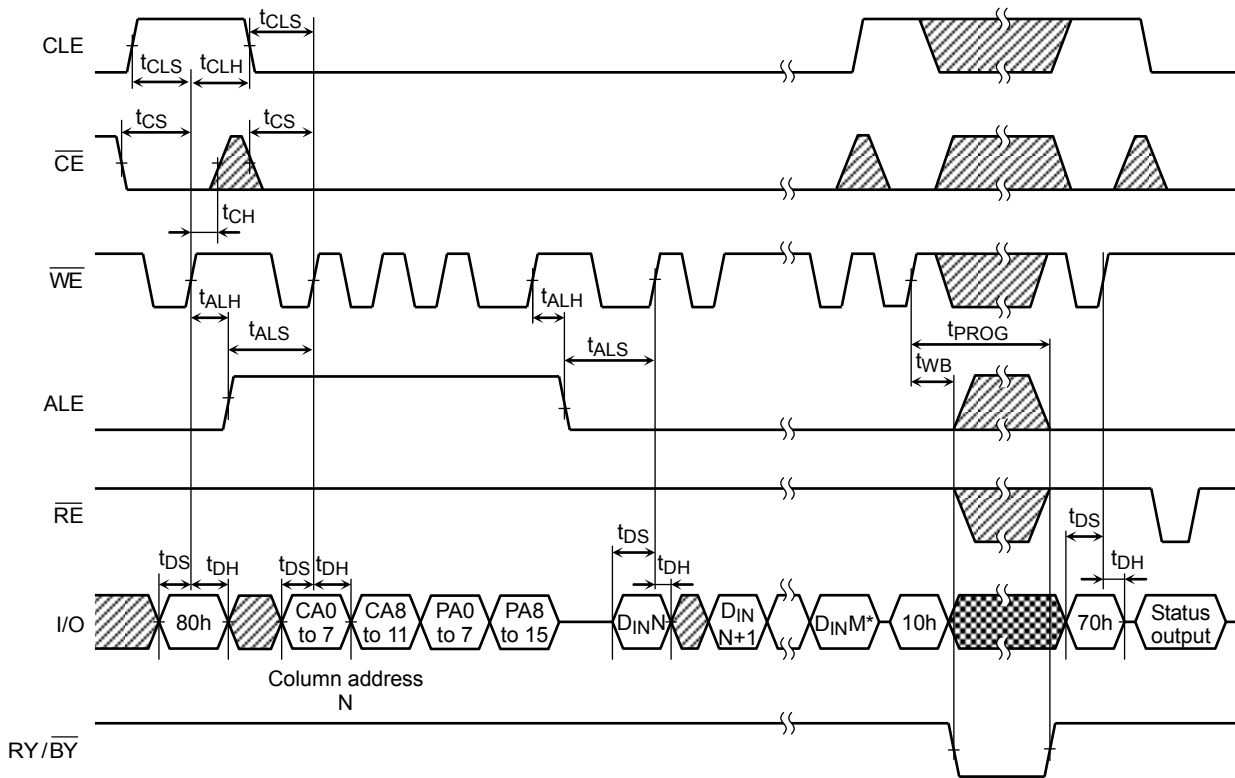 tCLS
CLE
tCLS tCLH
tCS tCS
CE
tCH
WE
tALH tALH
tALS tALS tPROG
tWB
ALE
RE
tDS tDH tDS tDH tDS tDH tDS tDH
I/O 80h CA0 to 7 CA8 to 11 PA0 to 7 PA8 to 15 DINN DIN N+1 DINM* 10h 70h Status output
Column address
N
RY/BY